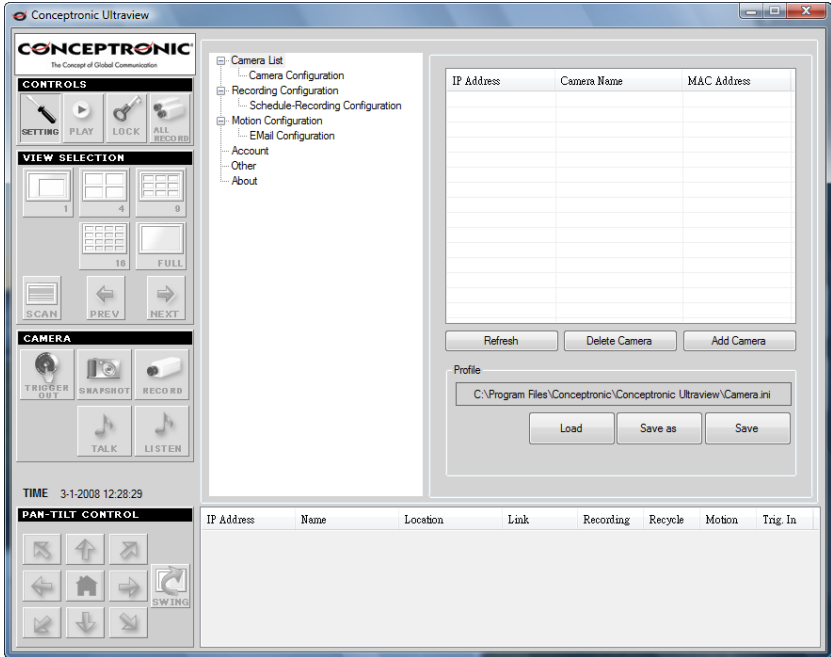 Conceptronic Ultraview
CONCEPTRONIC
The Concept of Global Communication
CONTROLS
SETTING PLAY LOCK ALL RECORD
VIEW SELECTION
1 4 9
16 FULL
SCAN PREV NEXT
CAMERA
TRIGGER OUT SNAPSHOT RECORD
TALK LISTEN
TIME 3-1-2008 12:28:29
PAN-TILT CONTROL
SWING
Camera List
Camera Configuration
Recording Configuration
Schedule-Recording Configuration
Motion Configuration
EMail Configuration
Account
Other
About
IP Address Camera Name MAC Address
Refresh Delete Camera Add Camera
Profile
C:\Program Files\Conceptronic\Conceptronic Ultraview\Camera.ini
Load Save as Save
IP Address Name Location Link Recording Recycle Motion Trig. In